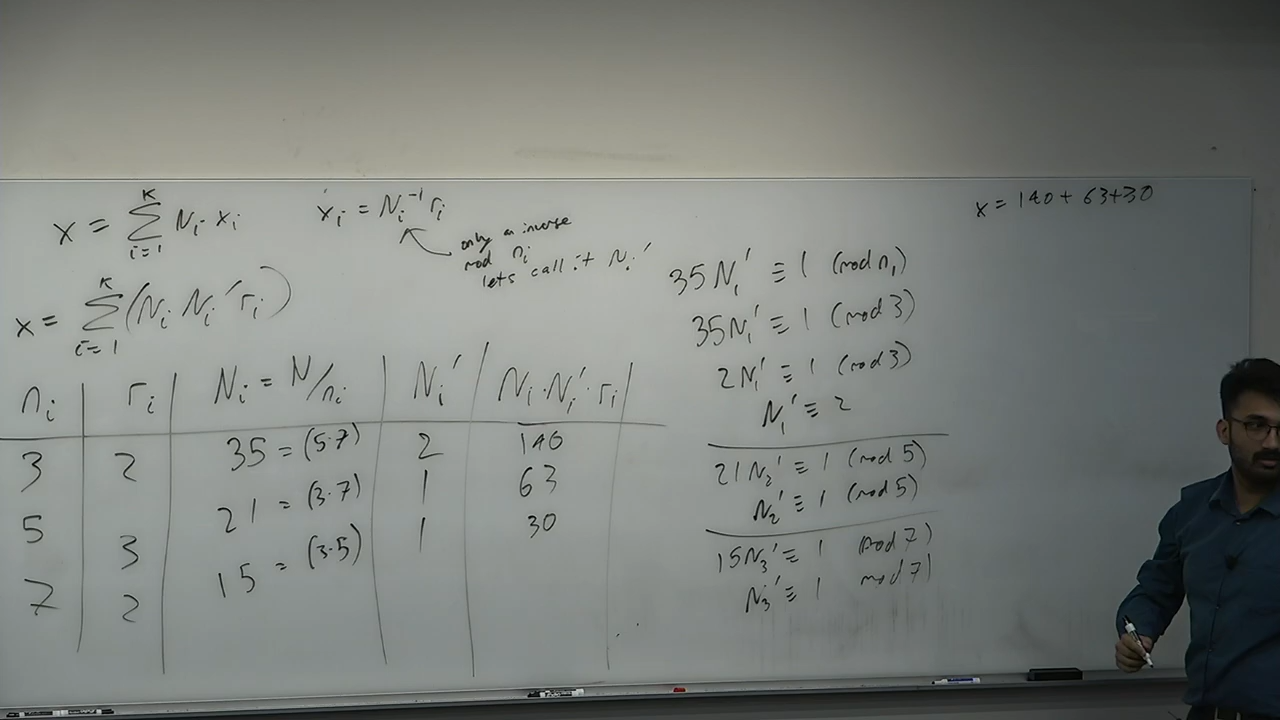 x = Σ_{i=1}^{K} N_i · x_i
x_i = N_i^{-1} r_i
only an inverse
mod n_i
lets call it N_i'
x = Σ_{i=1}^{K} (N_i N_i' r_i)
n_i | r_i | N_i = N/n_i | N_i' | N_i · N_i' · r_i
3 | 2 | 35 = (5·7) | 2 | 140
5 | 3 | 21 = (3·7) | 1 | 63
7 | 2 | 15 = (3·5) | 1 | 30
35N_1' ≡ 1 (mod n_1)
35N_1' ≡ 1 (mod 3)
2N_1' ≡ 1 (mod 3)
N_1' ≡ 2
21N_2' ≡ 1 (mod 5)
N_2' ≡ 1 (mod 5)
15N_3' ≡ 1 mod 7)
N_3' ≡ 1 mod 7)
x = 140 + 63+30